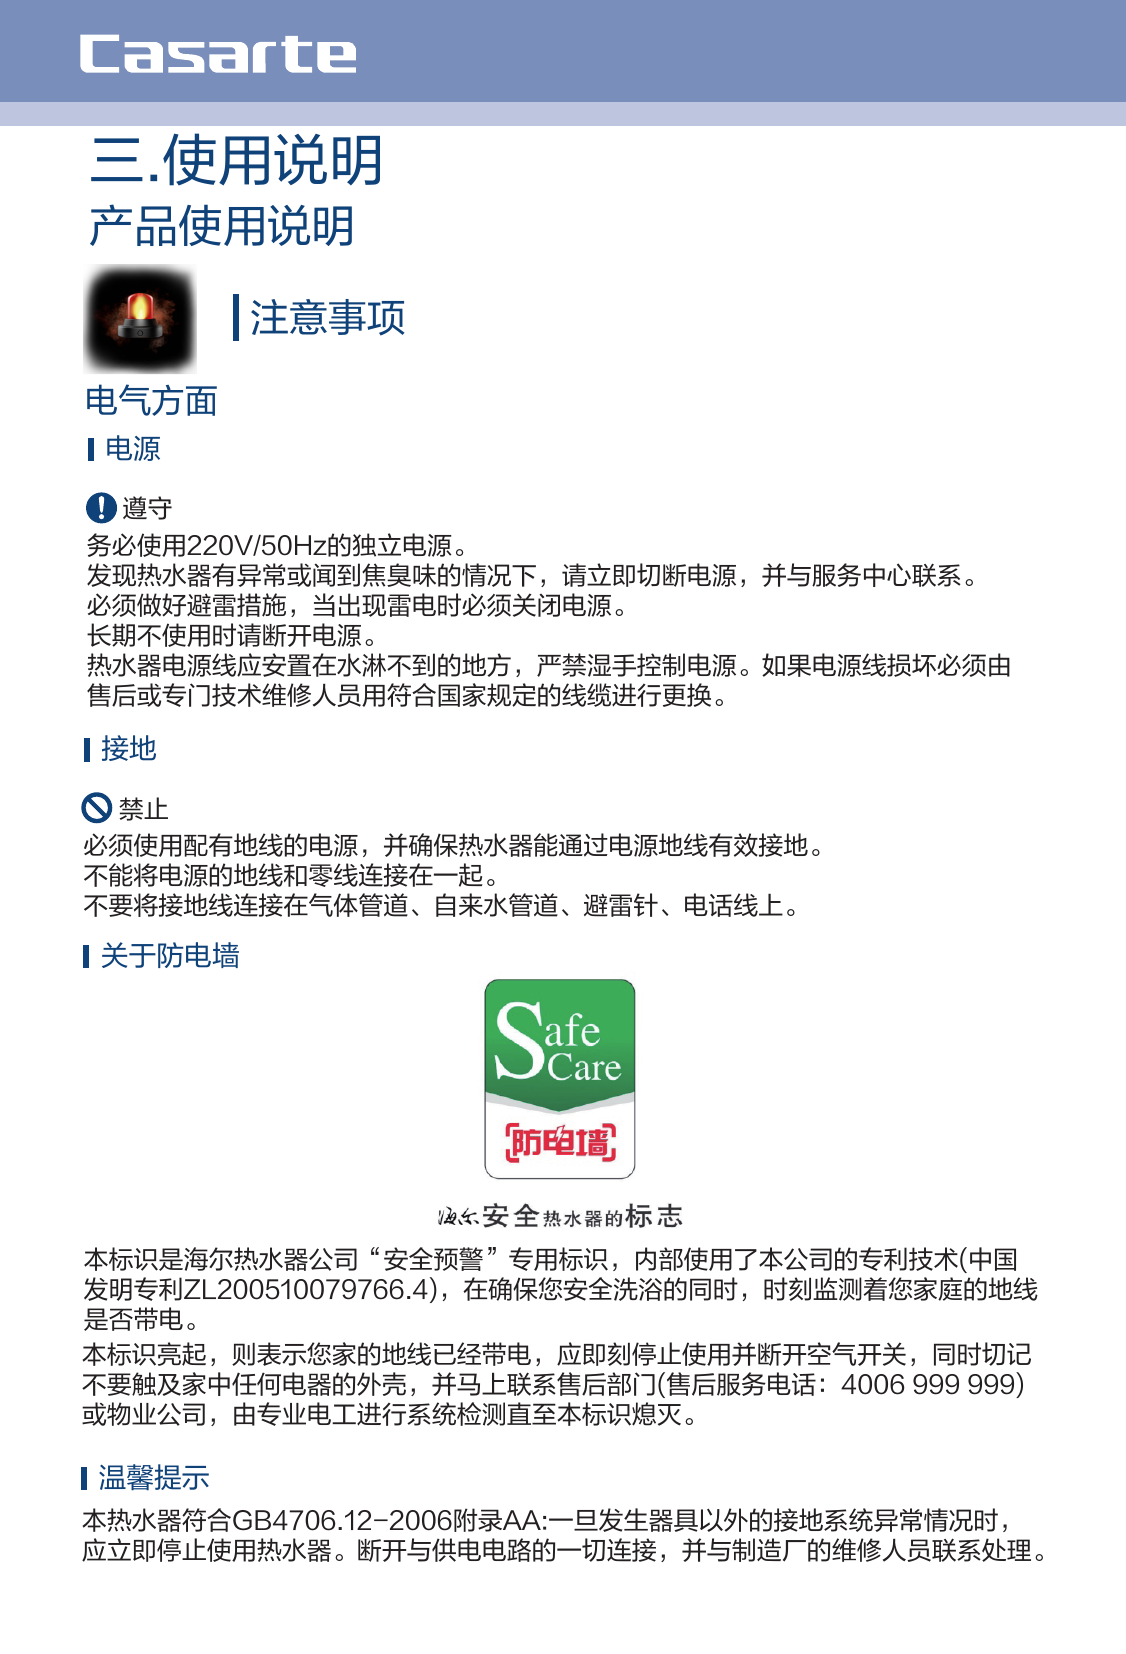 Casarte
三.使用说明
产品使用说明
注意事项
电气方面
电源
遵守
务必使用220V/50Hz的独立电源。
发现热水器有异常或闻到焦臭味的情况下，请立即切断电源，并与服务中心联系。
必须做好避雷措施，当出现雷电时必须关闭电源。
长期不使用时请断开电源。
热水器电源线应安置在水淋不到的地方，严禁湿手控制电源。如果电源线损坏必须由
售后或专门技术维修人员用符合国家规定的线缆进行更换。
接地
禁止
必须使用配有地线的电源，并确保热水器能通过电源地线有效接地。
不能将电源的地线和零线连接在一起。
不要将接地线连接在气体管道、自来水管道、避雷针、电话线上。
关于防电墙
Safe
Care
防电墙
海尔安全热水器的标志
本标识是海尔热水器公司“安全预警”专用标识，内部使用了本公司的专利技术(中国
发明专利ZL200510079766.4)，在确保您安全洗浴的同时，时刻监测着您家庭的地线
是否带电。
本标识亮起，则表示您家的地线已经带电，应即刻停止使用并断开空气开关，同时切记
不要触及家中任何电器的外壳，并马上联系售后部门(售后服务电话：4006 999 999)
或物业公司，由专业电工进行系统检测直至本标识熄灭。
温馨提示
本热水器符合GB4706.12-2006附录AA:一旦发生器具以外的接地系统异常情况时，
应立即停止使用热水器。断开与供电电路的一切连接，并与制造厂的维修人员联系处理。